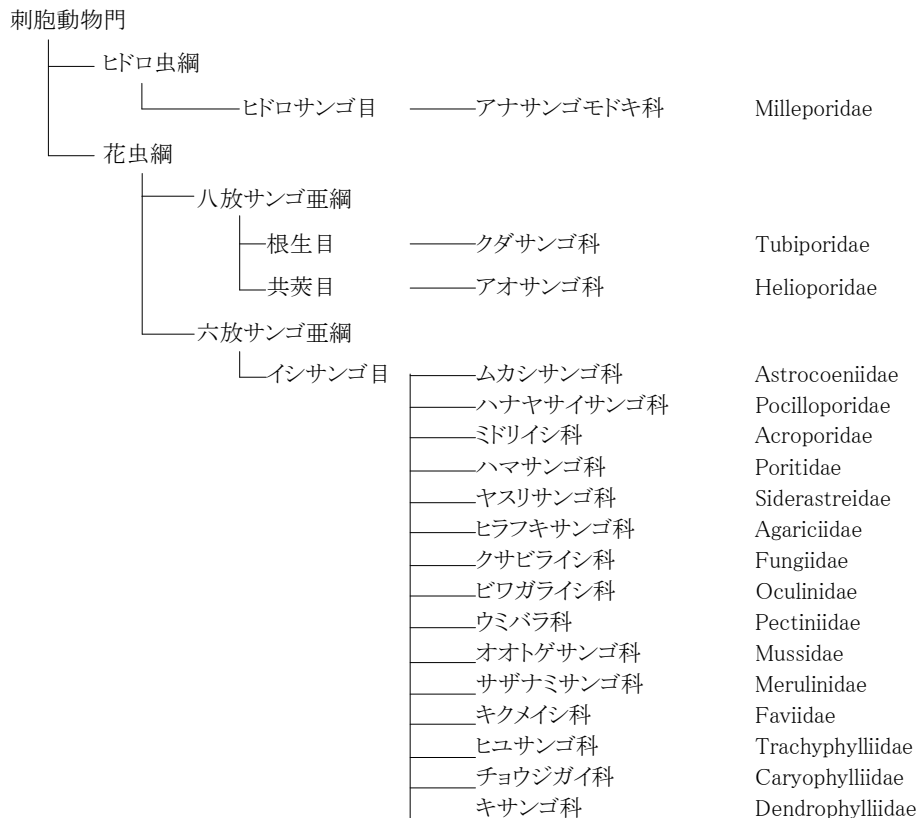 刺胞動物門
ヒドロ虫綱
ヒドロサンゴ目 アナサンゴモドキ科 Milleporidae
花虫綱
八放サンゴ亜綱
根生目 クダサンゴ科 Tubiporidae
共莢目 アオサンゴ科 Helioporidae
六放サンゴ亜綱
イシサンゴ目 ムカシサンゴ科 Astrocoeniidae
ハナヤサイサンゴ科 Pocilloporidae
ミドリイシ科 Acroporidae
ハマサンゴ科 Poritidae
ヤスリサンゴ科 Siderastreidae
ヒラフキサンゴ科 Agariciidae
クサビライシ科 Fungiidae
ビワガライシ科 Oculinidae
ウミバラ科 Pectiniidae
オオトゲサンゴ科 Mussidae
サザナミサンゴ科 Merulinidae
キクメイシ科 Faviidae
ヒユサンゴ科 Trachyphylliidae
チョウジガイ科 Caryophylliidae
キサンゴ科 Dendrophylliidae